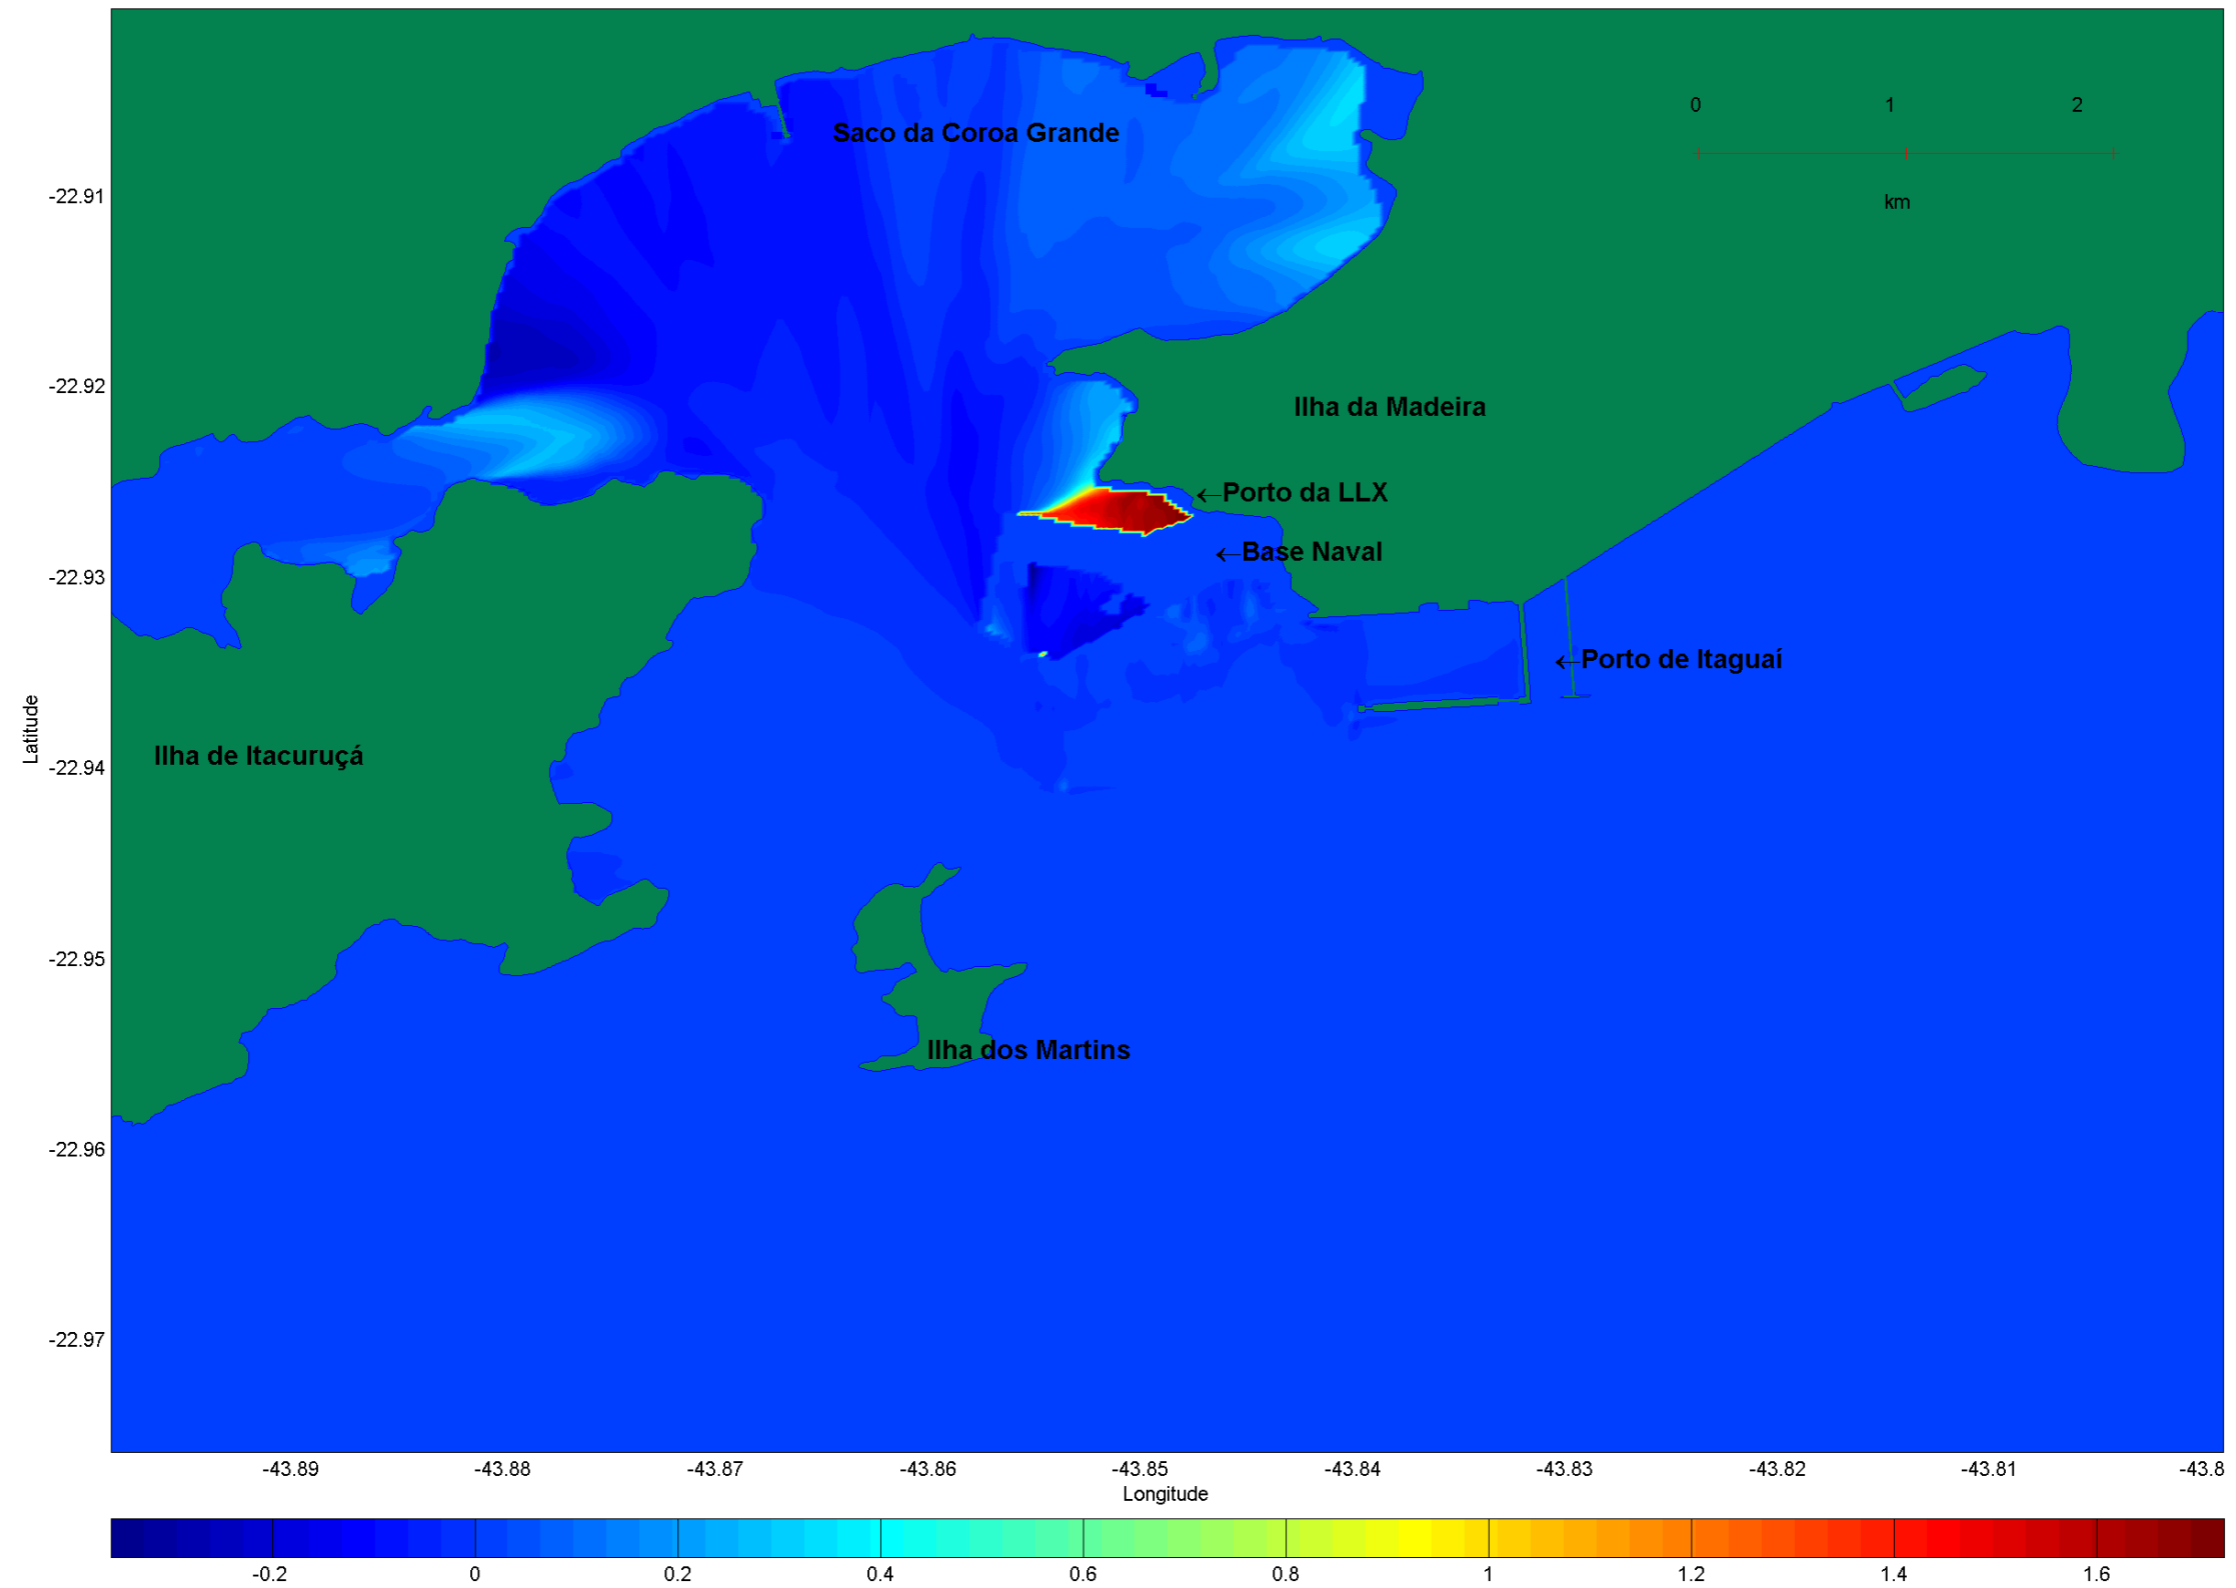 Saco da Coroa Grande
0 1 2
km
-22.91
-22.92
Ilha da Madeira
←Porto da LLX
←Base Naval
-22.93
←Porto de Itaguaí
Latitude
Ilha de Itacuruçá
-22.94
-22.95
Ilha dos Martins
-22.96
-22.97
-43.89 -43.88 -43.87 -43.86 -43.85 -43.84 -43.83 -43.82 -43.81 -43.8
Longitude
-0.2 0 0.2 0.4 0.6 0.8 1 1.2 1.4 1.6